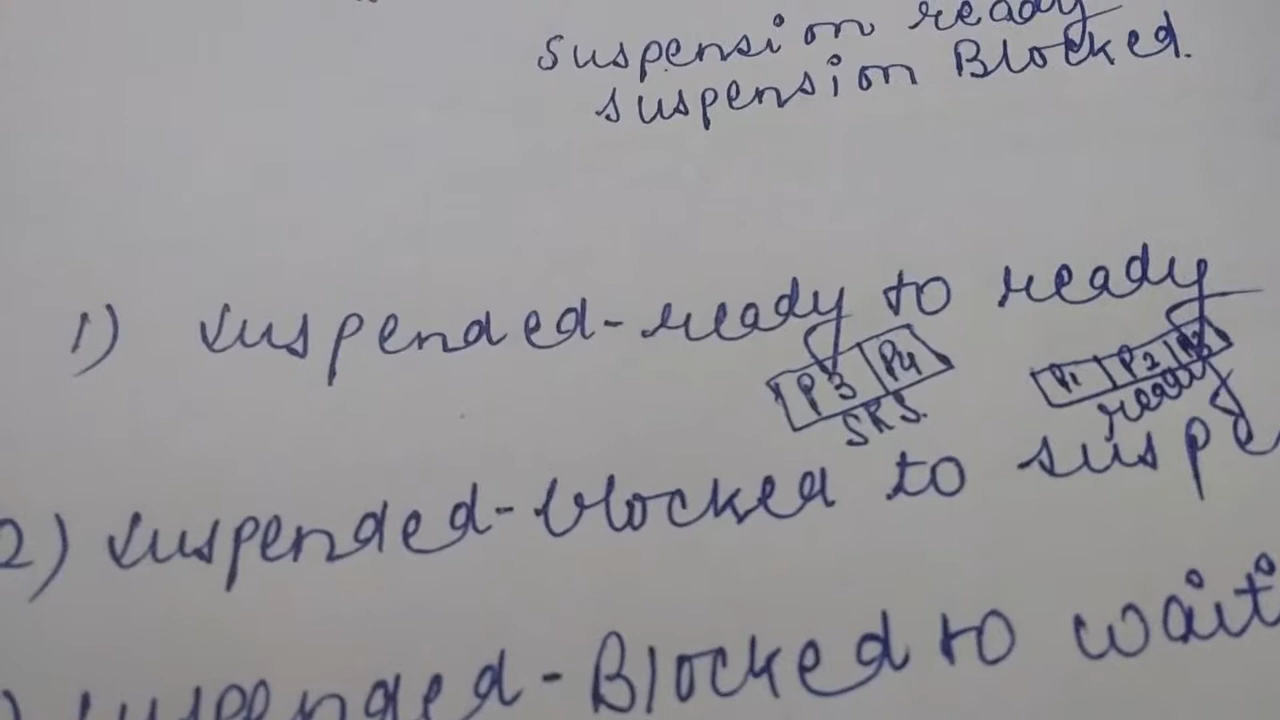 suspension ready
suspension Blocked.
1) suspended-ready to ready
P3 P4
SRS.
P1 P2 P3
ready
2) suspended-blocked to suspe
suspended-Blocked to wait